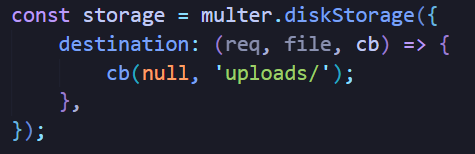 const storage = multer.diskStorage({
    destination: (req, file, cb) => {
        cb(null, 'uploads/');
    },
});